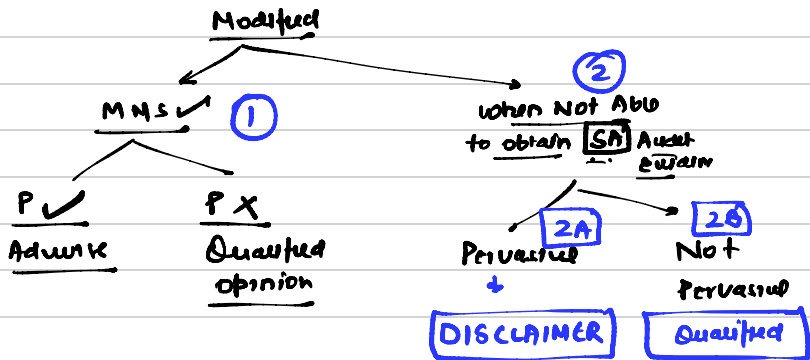 Modified
MMS ✓
1
2
when Not Able
to obtain SA Audit
Eviden
P ✓
Adverse
P X
Qualified
opinion
2A
Pervasive
DISCLAIMER
2B
Not
Pervasive
Qualified